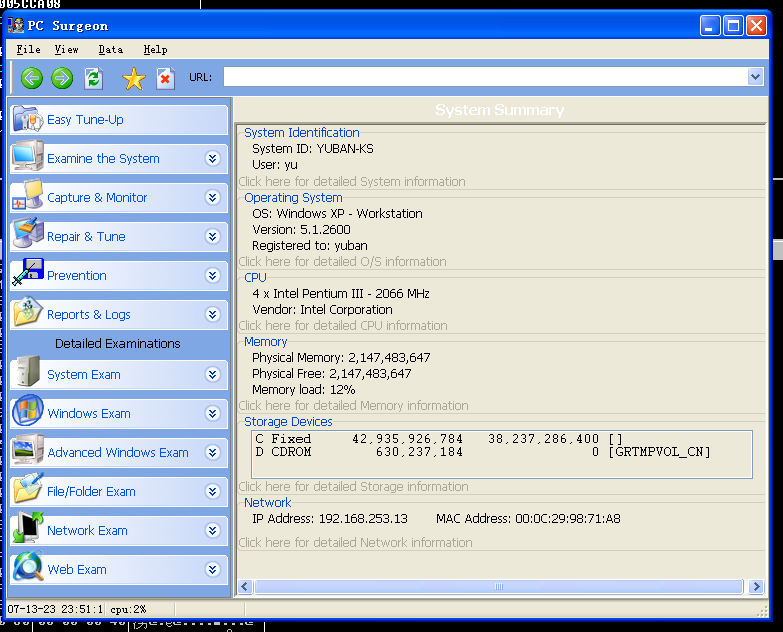 005CCA08
PC Surgeon
File View Data Help
URL:
Easy Tune-Up
Examine the System
Capture & Monitor
Repair & Tune
Prevention
Reports & Logs
Detailed Examinations
System Exam
Windows Exam
Advanced Windows Exam
File/Folder Exam
Network Exam
Web Exam
System Summary
System Identification
System ID: YUBAN-KS
User: yu
Click here for detailed System information
Operating System
OS: Windows XP - Workstation
Version: 5.1.2600
Registered to: yuban
Click here for detailed O/S information
CPU
4 x Intel Pentium III - 2066 MHz
Vendor: Intel Corporation
Click here for detailed CPU information
Memory
Physical Memory: 2,147,483,647
Physical Free: 2,147,483,647
Memory load: 12%
Click here for detailed Memory information
Storage Devices
C Fixed 42,935,926,784 38,237,286,400 []
D CDROM 630,237,184 0 [GRTMPVOL_CN]
Click here for detailed Storage information
Network
IP Address: 192.168.253.13 MAC Address: 00:0C:29:98:71:A8
Click here for detailed Network information
07-13-23 23:51:1 cpu:2%